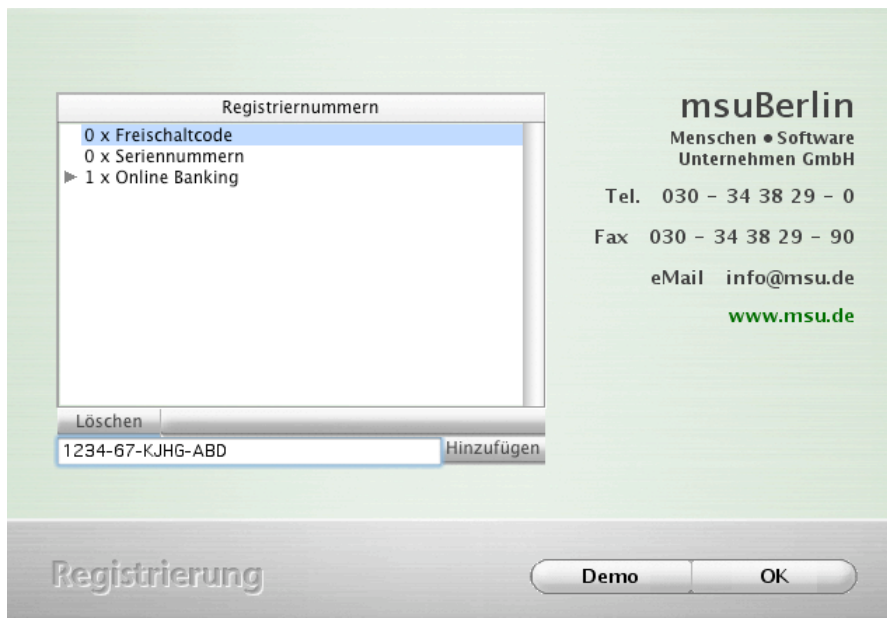 Registriernummern
0 x Freischaltcode
0 x Seriennummern
1 x Online Banking
Löschen
1234-67-KJHG-ABD
Hinzufügen
msuBerlin
Menschen • Software
Unternehmen GmbH
Tel. 030 - 34 38 29 - 0
Fax 030 - 34 38 29 - 90
eMail info@msu.de
www.msu.de
Registrierung
Demo
OK